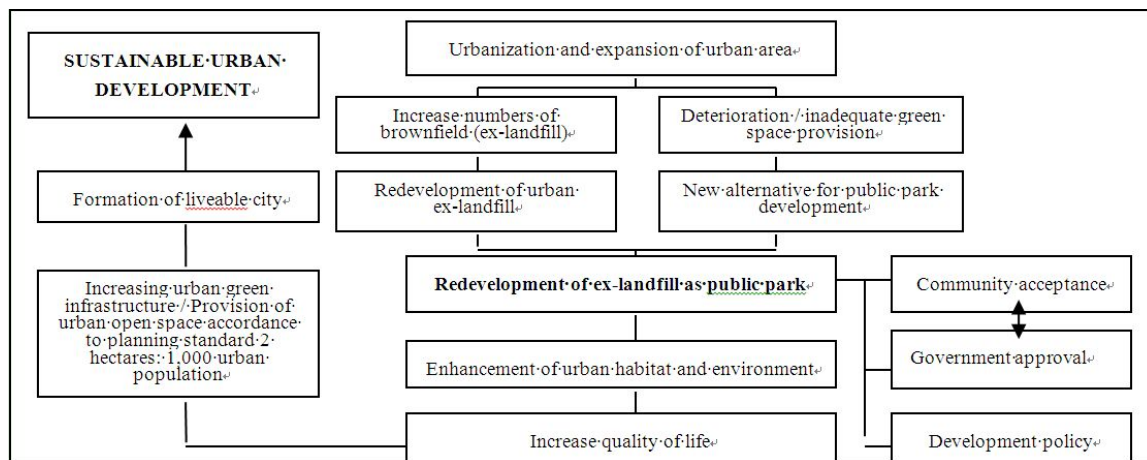 SUSTAINABLE URBAN
DEVELOPMENT
Urbanization and expansion of urban area
Increase numbers of
brownfield (ex-landfill)
Deterioration / inadequate green
space provision
Formation of liveable city
Redevelopment of urban
ex-landfill
New alternative for public park
development
Increasing urban green
infrastructure / Provision of
urban open space accordance
to planning standard 2
hectares: 1,000 urban
population
Redevelopment of ex-landfill as public park
Community acceptance
Enhancement of urban habitat and environment
Government approval
Increase quality of life
Development policy